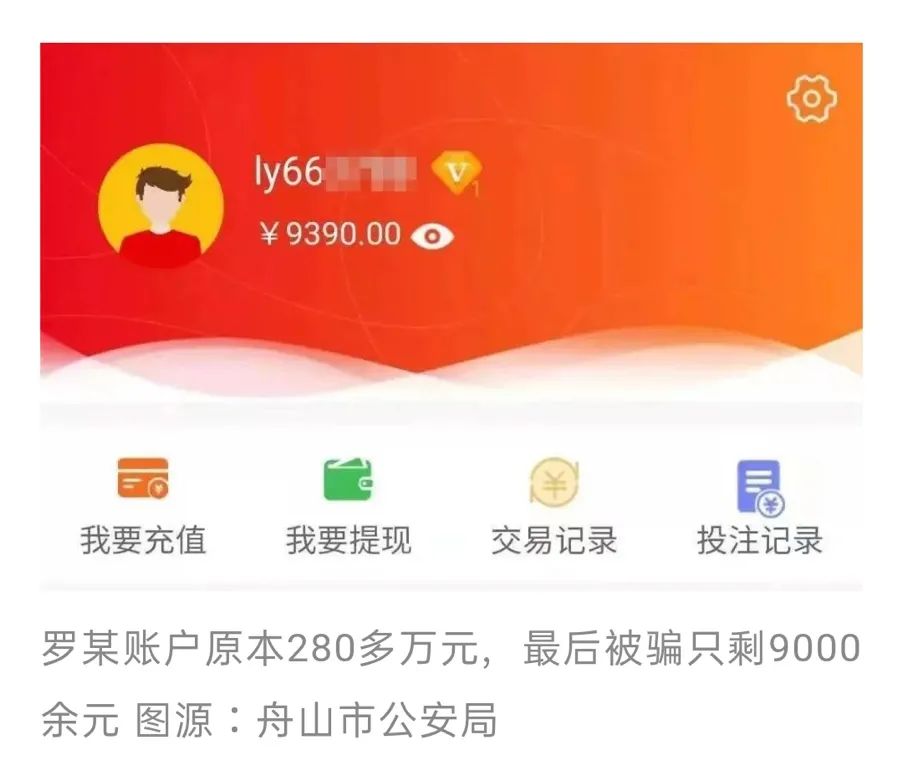 ly66
V1
￥9390.00
我要充值 我要提现 交易记录 投注记录
罗某账户原本280多万元，最后被骗只剩9000
余元 图源：舟山市公安局